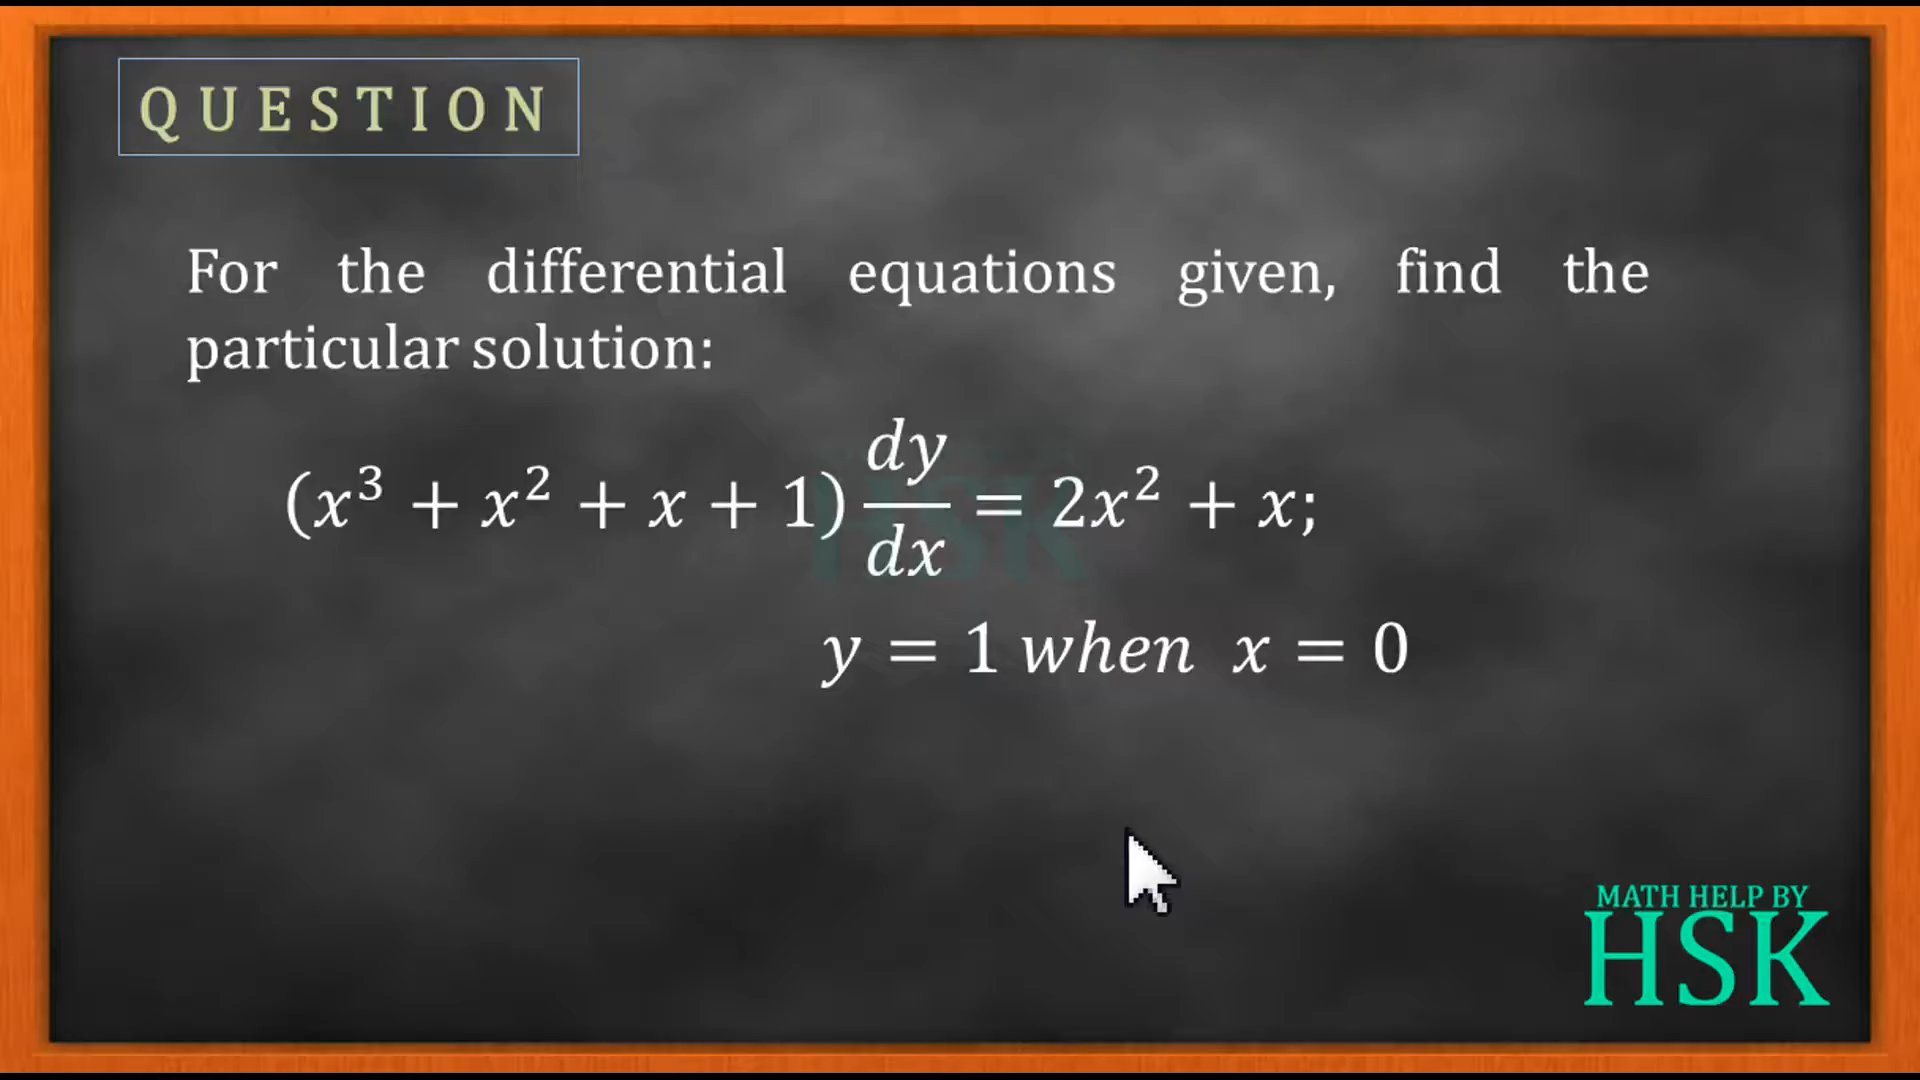 QUESTION
For the differential equations given, find the
particular solution:
(x³ + x² + x + 1) dy/dx = 2x² + x;
y = 1 when x = 0
MATH HELP BY
HSK